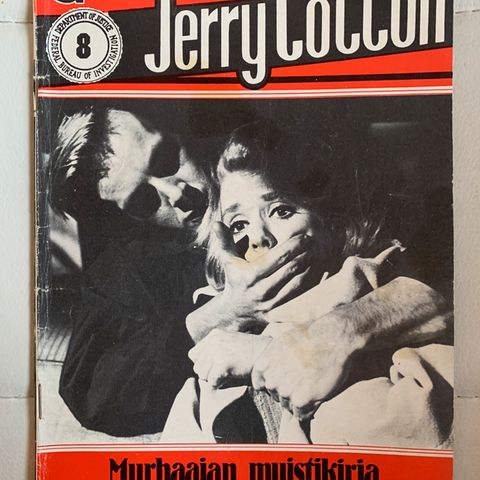 Jerry Cotton
DEPARTMENT OF JUSTICE
8
FEDERAL BUREAU OF INVESTIGATION
Murhaajan muistikirja